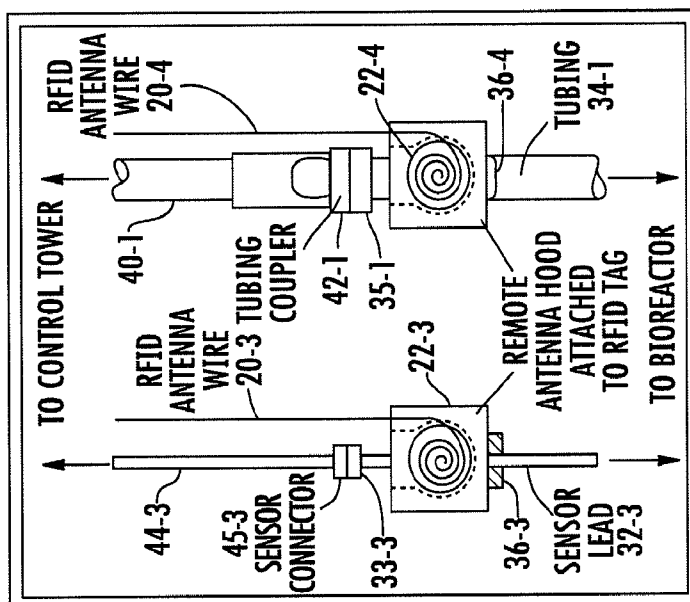 TO CONTROL TOWER
44-3
RFID
ANTENNA
WIRE
20-3
45-3
SENSOR
CONNECTOR
33-3
22-3
36-3
SENSOR
LEAD
32-3
40-1
RFID
ANTENNA
WIRE
20-4
TUBING
COUPLER
42-1
35-1
22-4
36-4
TUBING
34-1
REMOTE
ANTENNA HOOD
ATTACHED
TO RFID TAG
TO BIOREACTOR